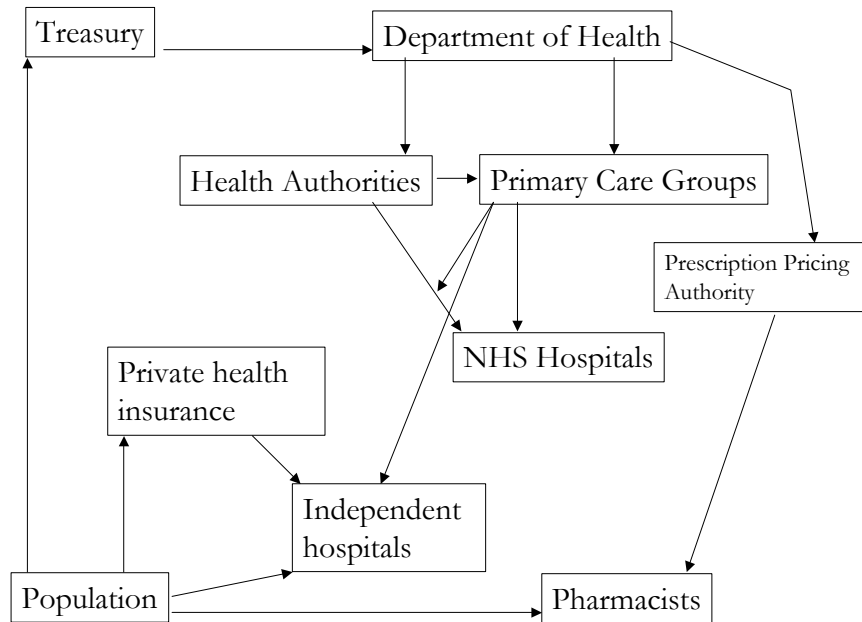 Treasury
Department of Health
Health Authorities
Primary Care Groups
Prescription Pricing
Authority
NHS Hospitals
Private health
insurance
Independent
hospitals
Population
Pharmacists